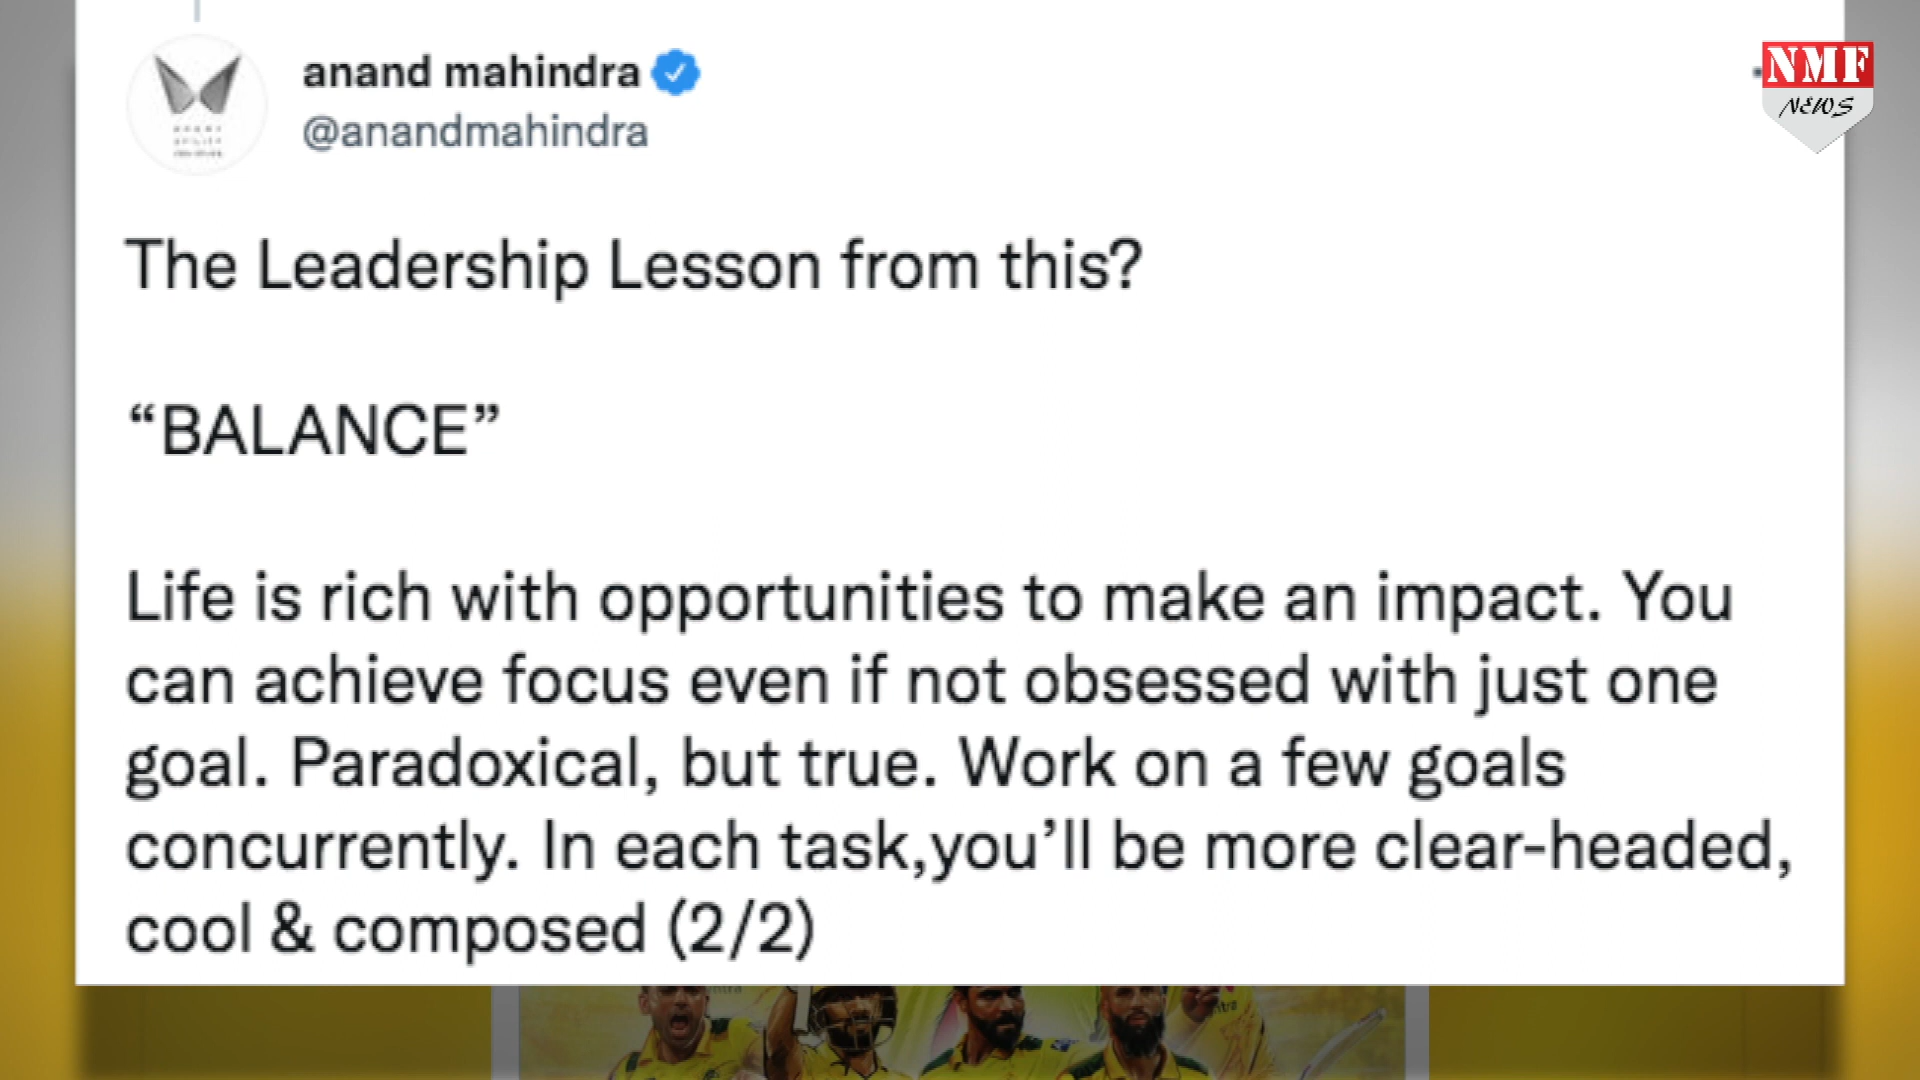 anand mahindra
@anandmahindra
NMF
NEWS
The Leadership Lesson from this?
“BALANCE”
Life is rich with opportunities to make an impact. You
can achieve focus even if not obsessed with just one
goal. Paradoxical, but true. Work on a few goals
concurrently. In each task,you’ll be more clear-headed,
cool & composed (2/2)